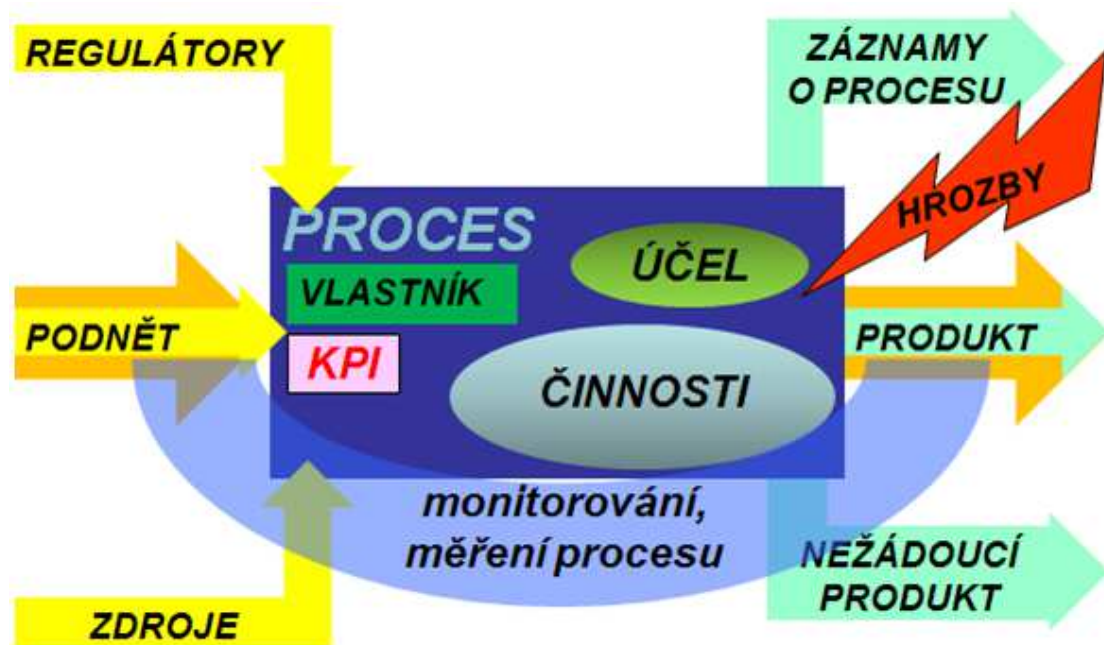 REGULÁTORY
ZÁZNAMY
O PROCESU
HROZBY
PROCES
ÚČEL
VLASTNÍK
PODNĚT
PRODUKT
KPI
ČINNOSTI
monitorování,
měření procesu
NEŽÁDOUCÍ
PRODUKT
ZDROJE